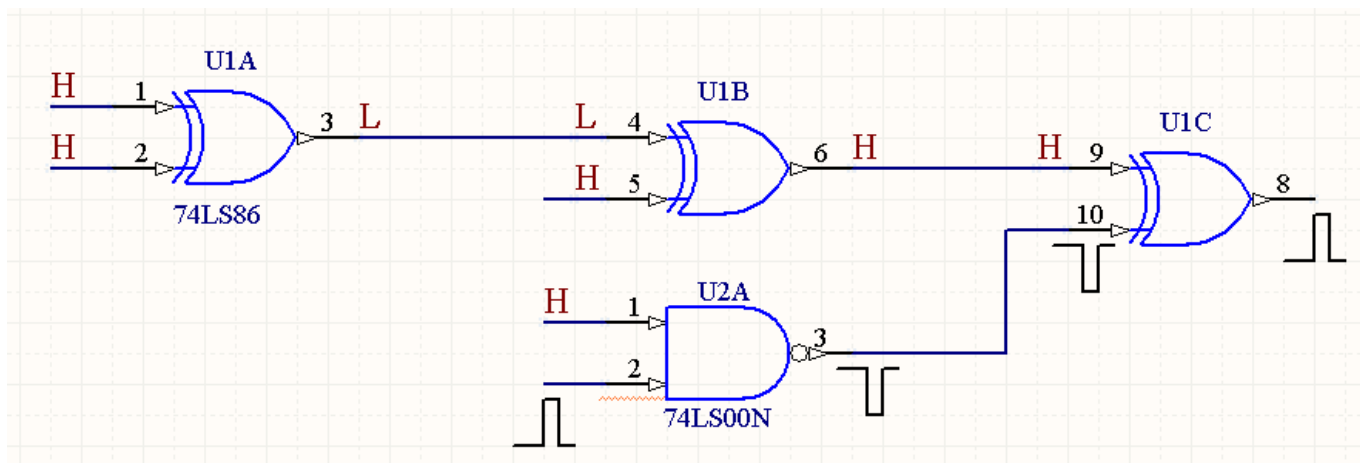 U1A
H 1
H 2
3 L
74LS86
U1B
L 4
H 5
6 H
U1C
H 9
10
8
U2A
H 1
2
3
74LS00N